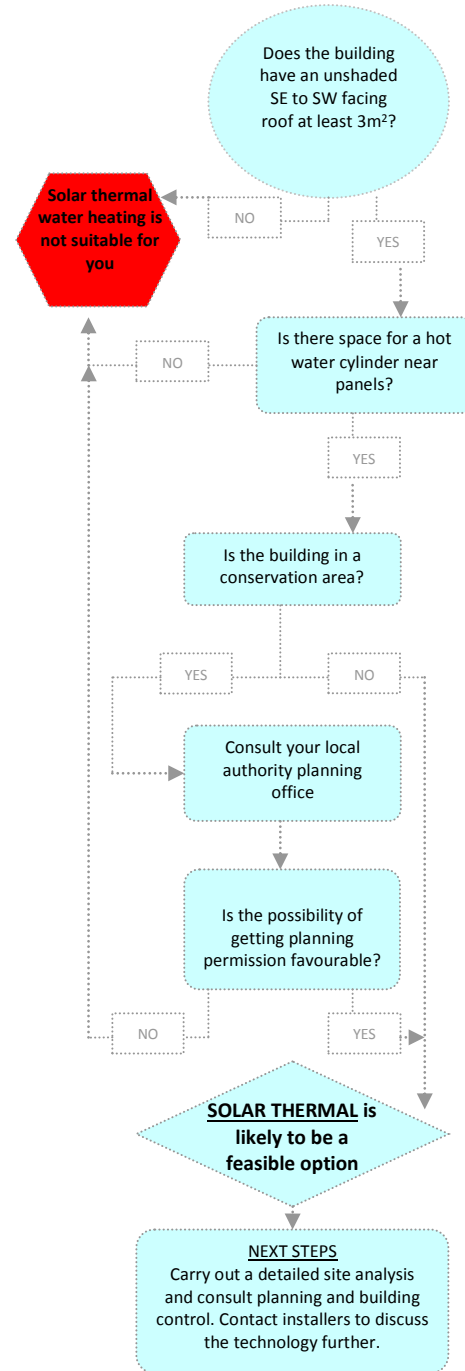 Does the building
have an unshaded
SE to SW facing
roof at least 3m²?
Solar thermal
water heating is
not suitable for
you
NO
YES
Is there space for a hot
water cylinder near
panels?
NO
YES
Is the building in a
conservation area?
YES
NO
Consult your local
authority planning
office
Is the possibility of
getting planning
permission favourable?
NO
YES
SOLAR THERMAL is
likely to be a
feasible option
NEXT STEPS
Carry out a detailed site analysis
and consult planning and building
control. Contact installers to discuss
the technology further.